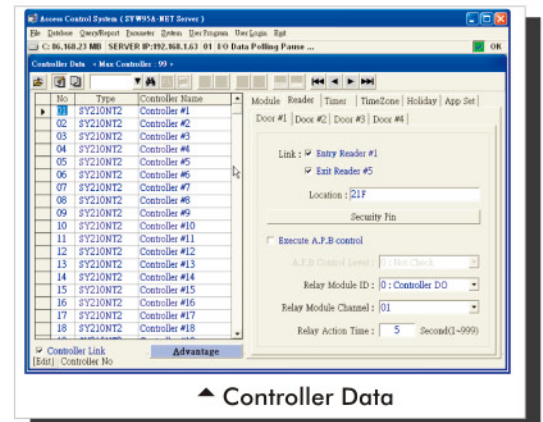 Access Control System ( SYW95A-NET Server )
File Database Query/Report Parameter System User Program User Login Exit
C: 86,168.23 MB SERVER IP:192.168.1.63 01 I/O Data Polling Pause ... OK
Controller Data < Max Controller : 99 >
No Type Controller Name
01 SY210NT2 Controller #1
02 SY210NT2 Controller #2
03 SY210NT2 Controller #3
04 SY210NT2 Controller #4
05 SY210NT2 Controller #5
06 SY210NT2 Controller #6
07 SY210NT2 Controller #7
08 SY210NT2 Controller #8
09 SY210NT2 Controller #9
10 SY210NT2 Controller #10
11 SY210NT2 Controller #11
12 SY210NT2 Controller #12
13 SY210NT2 Controller #13
14 SY210NT2 Controller #14
15 SY210NT2 Controller #15
16 SY210NT2 Controller #16
17 SY210NT2 Controller #17
18 SY210NT2 Controller #18
Controller Link Advantage
[Edit] Controller No
Module Reader Timer TimeZone Holiday App Set
Door #1 Door #2 Door #3 Door #4
Link : Entry Reader #1
Exit Reader #5
Location : 21F
Security Pin
Execute A.P.B control
A.P.B Control Level : 0 : Not Check
Relay Module ID : 0 : Controller DO
Relay Module Channel : 01
Relay Action Time : 5 Second(1~999)
Controller Data